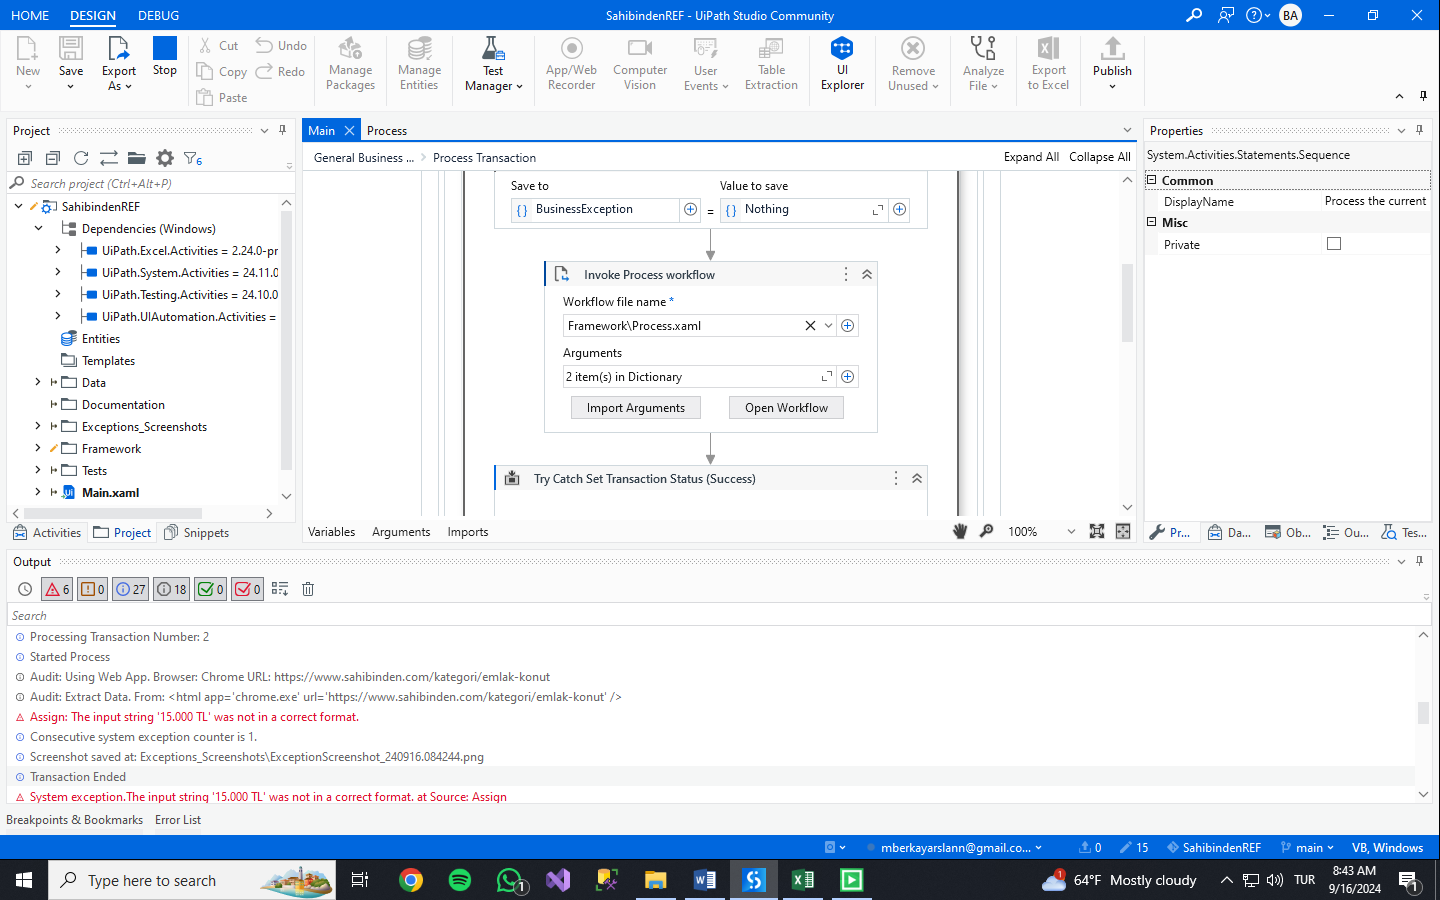 HOME DESIGN DEBUG SahibindenREF - UiPath Studio Community BA
New Save Export As Stop Cut Copy Paste Undo Redo Manage Packages Manage Entities Test Manager App/Web Recorder Computer Vision User Events Table Extraction UI Explorer Remove Unused Analyze File Export to Excel Publish
Project
6
Search project (Ctrl+Alt+P)
SahibindenREF
Dependencies (Windows)
UiPath.Excel.Activities = 2.24.0-pr
UiPath.System.Activities = 24.11.0
UiPath.Testing.Activities = 24.10.0
UiPath.UIAutomation.Activities =
Entities
Templates
Data
Documentation
Exceptions_Screenshots
Framework
Tests
Main.xaml
Activities Project Snippets
Main Process
General Business ... Process Transaction Expand All Collapse All
Save to Value to save
BusinessException = Nothing
Invoke Process workflow
Workflow file name *
Framework\Process.xaml
Arguments
2 item(s) in Dictionary
Import Arguments Open Workflow
Try Catch Set Transaction Status (Success)
Variables Arguments Imports 100%
Properties
System.Activities.Statements.Sequence
Common
DisplayName Process the current
Misc
Private
Pr... Da... Ob... Ou... Tes...
Output
6 0 27 18 0 0
Search
Processing Transaction Number: 2
Started Process
Audit: Using Web App. Browser: Chrome URL: https://www.sahibinden.com/kategori/emlak-konut
Audit: Extract Data. From: <html app='chrome.exe' url='https://www.sahibinden.com/kategori/emlak-konut' />
Assign: The input string '15.000 TL' was not in a correct format.
Consecutive system exception counter is 1.
Screenshot saved at: Exceptions_Screenshots\ExceptionScreenshot_240916.084244.png
Transaction Ended
System exception.The input string '15.000 TL' was not in a correct format. at Source: Assign
Breakpoints & Bookmarks Error List
mberkayarslann@gmail.co... 0 15 SahibindenREF main VB, Windows
Type here to search 1 1 64°F Mostly cloudy TUR 8:43 AM
9/16/2024 1